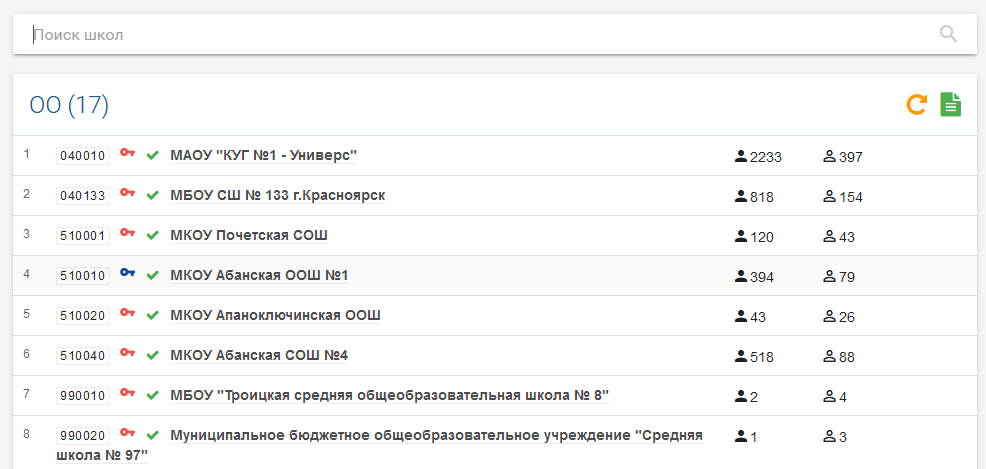 Поиск школ
ОО (17)
1 040010 МАОУ "КУГ №1 - Универс" 2233 397
2 040133 МБОУ СШ № 133 г.Красноярск 818 154
3 510001 МКОУ Почетская СОШ 120 43
4 510010 МКОУ Абанская ООШ №1 394 79
5 510020 МКОУ Апаноключинская ООШ 43 26
6 510040 МКОУ Абанская СОШ №4 518 88
7 990010 МБОУ "Троицкая средняя общеобразовательная школа № 8" 2 4
8 990020 Муниципальное бюджетное общеобразовательное учреждение "Средняя 1 3
школа № 97"